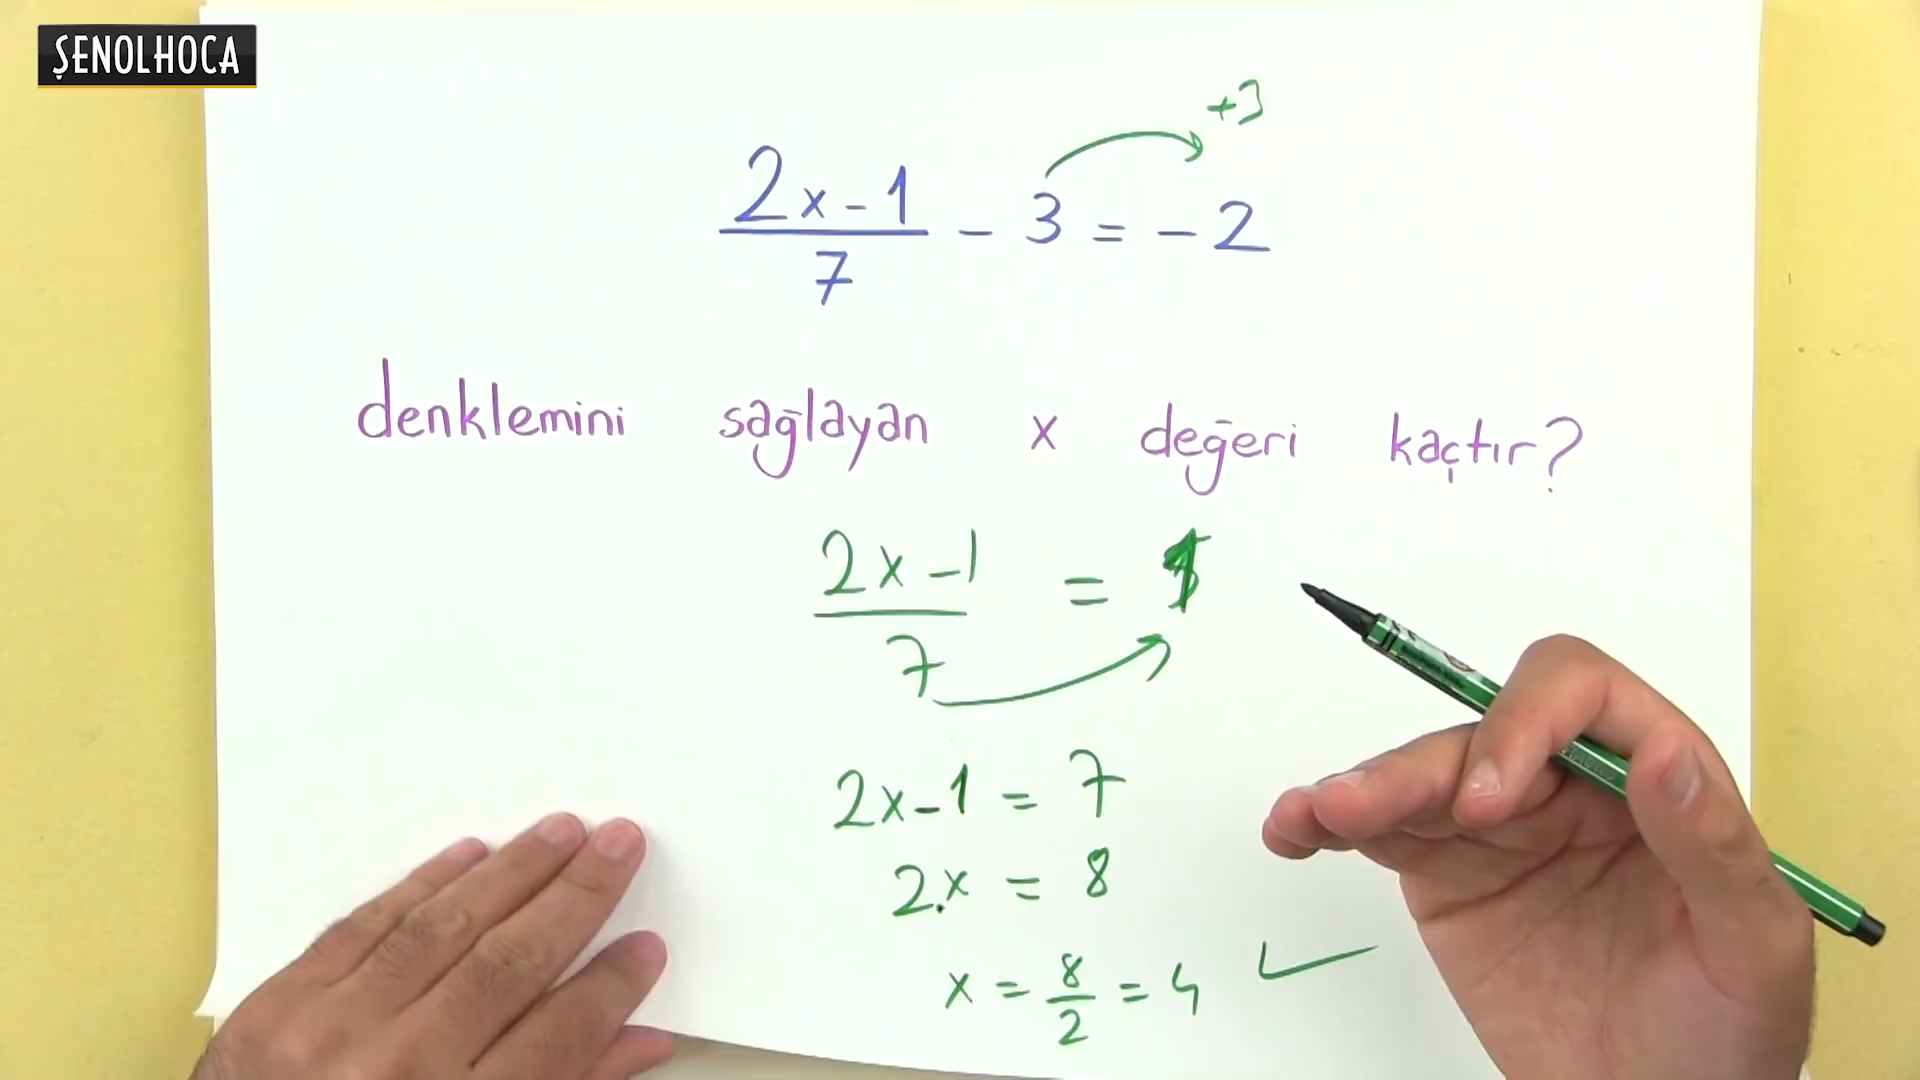 ŞENOLHOCA
+3
2x-1
— - 3 = -2
7
denklemini sağlayan x değeri kaçtır?
2x-1
— = 1
7
2x-1 = 7
2.x = 8
x = 8/2 = 4